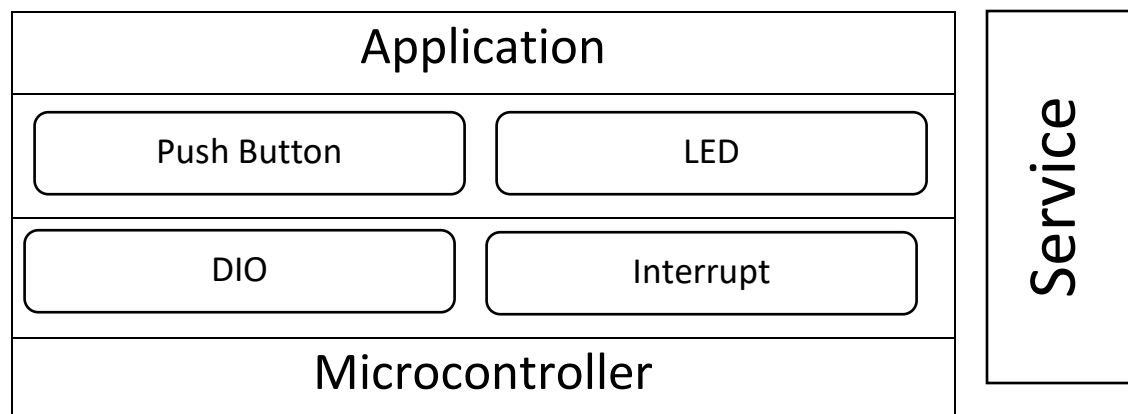 Application
Push Button
LED
DIO
Interrupt
Microcontroller
Service